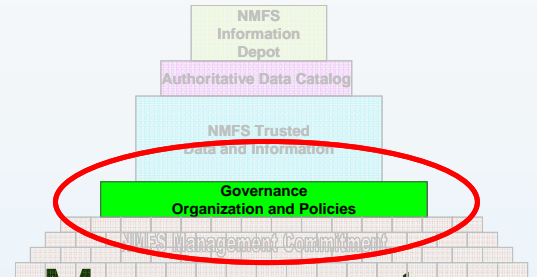 NMFS
Information
Depot
Authoritative Data Catalog
NMFS Trusted
Data and Information
Governance
Organization and Policies
NMFS Management Commitment